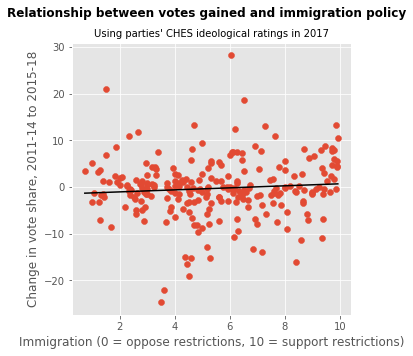 Relationship between votes gained and immigration policy
Using parties' CHES ideological ratings in 2017
Change in vote share, 2011-14 to 2015-18
30
20
10
0
−10
−20
2 4 6 8 10
Immigration (0 = oppose restrictions, 10 = support restrictions)